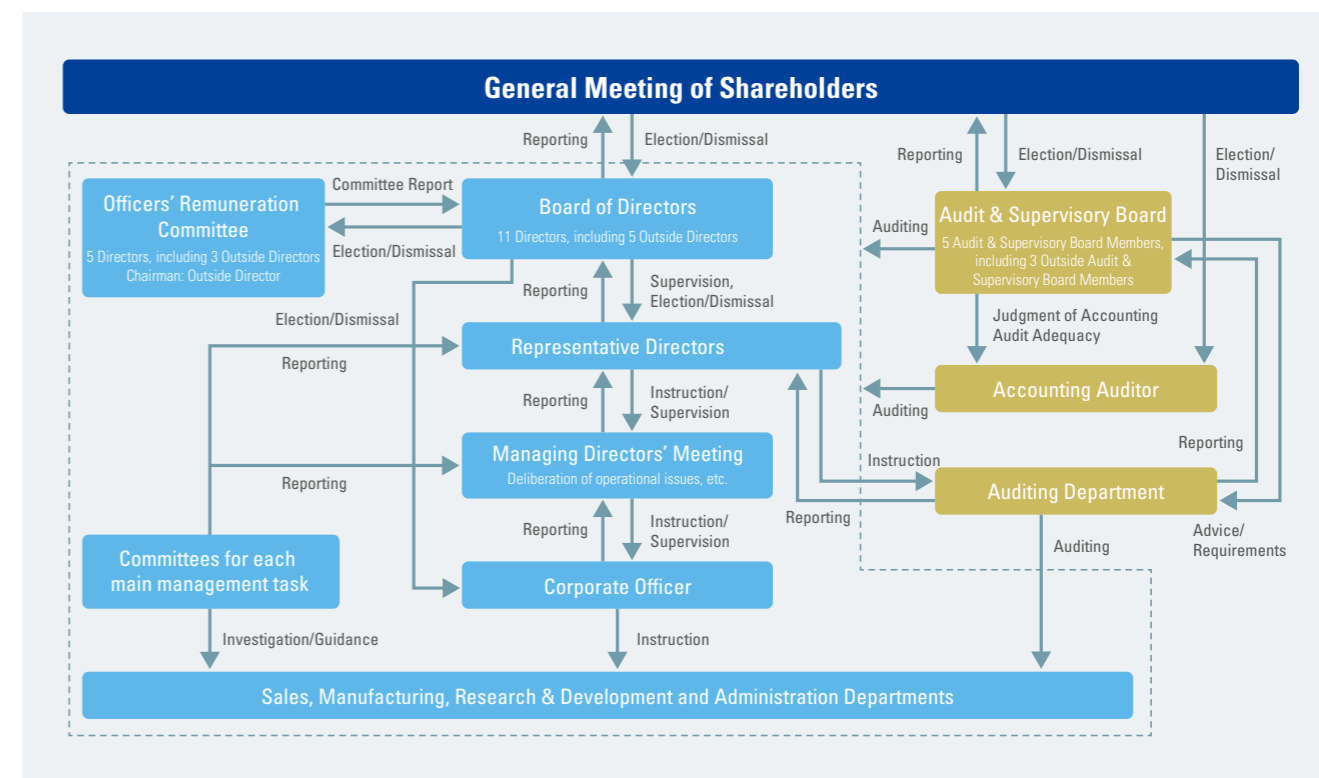 General Meeting of Shareholders
Reporting
Election/Dismissal
Reporting
Election/Dismissal
Election/
Dismissal
Officers’ Remuneration
Committee
5 Directors, including 3 Outside Directors
Chairman: Outside Director
Committee Report
Election/Dismissal
Board of Directors
11 Directors, including 5 Outside Directors
Auditing
Audit & Supervisory Board
5 Audit & Supervisory Board Members,
including 3 Outside Audit &
Supervisory Board Members
Reporting
Supervision,
Election/Dismissal
Election/Dismissal
Judgment of Accounting
Audit Adequacy
Representative Directors
Reporting
Reporting
Instruction/
Supervision
Auditing
Accounting Auditor
Reporting
Managing Directors’ Meeting
Deliberation of operational issues, etc.
Reporting
Instruction
Auditing Department
Reporting
Reporting
Instruction/
Supervision
Auditing
Advice/
Requirements
Committees for each
main management task
Corporate Officer
Investigation/Guidance
Instruction
Sales, Manufacturing, Research & Development and Administration Departments